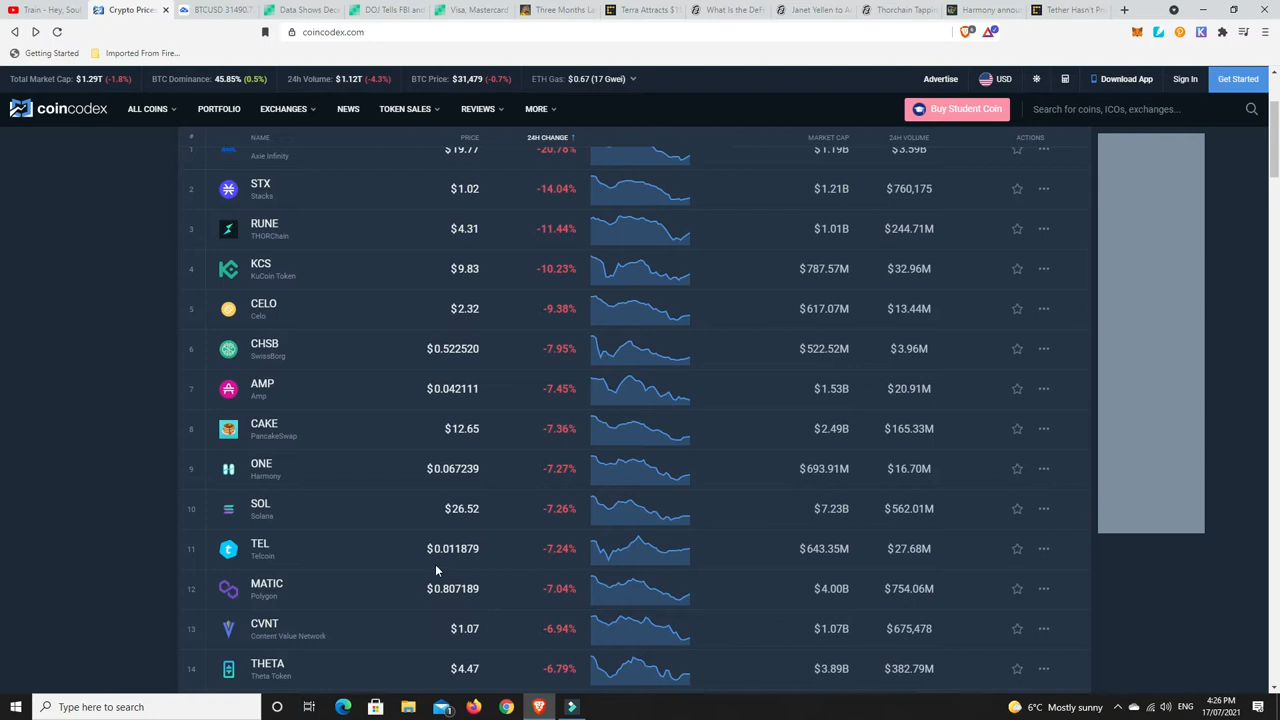 Train - Hey, Soul
Crypto Prices
BTCUSD 31490.7
Data Shows Dec
DOJ Tells FBI and
Visa, Mastercard
Three Months La
Terra Attracts $1
What Is the DeF
Janet Yellen to A
Thorchain Tappi
Harmony announ
Tether Hasn't Pr
coincodex.com
Getting Started Imported From Fire...
Total Market Cap: $1.29T (-1.8%) BTC Dominance: 45.85% (0.5%) 24h Volume: $1.12T (-4.3%) BTC Price: $31,479 (-0.7%) ETH Gas: $0.67 (17 Gwei) Advertise USD Download App Sign In Get Started
coincodex ALL COINS PORTFOLIO EXCHANGES NEWS TOKEN SALES REVIEWS MORE Buy Student Coin Search for coins, ICOs, exchanges...
# NAME PRICE 24H CHANGE ↑ MARKET CAP 24H VOLUME ACTIONS
1 $19.77 -20.78% $1.19B $3.59B
Axie Infinity
2 STX $1.02 -14.04% $1.21B $760,175
Stacks
3 RUNE $4.31 -11.44% $1.01B $244.71M
THORChain
4 KCS $9.83 -10.23% $787.57M $32.96M
KuCoin Token
5 CELO $2.32 -9.38% $617.07M $13.44M
Celo
6 CHSB $0.522520 -7.95% $522.52M $3.96M
SwissBorg
7 AMP $0.042111 -7.45% $1.53B $20.91M
Amp
8 CAKE $12.65 -7.36% $2.49B $165.33M
PancakeSwap
9 ONE $0.067239 -7.27% $693.91M $16.70M
Harmony
10 SOL $26.52 -7.26% $7.23B $562.01M
Solana
11 TEL $0.011879 -7.24% $643.35M $27.68M
Telcoin
12 MATIC $0.807189 -7.04% $4.00B $754.06M
Polygon
13 CVNT $1.07 -6.94% $1.07B $675,478
Content Value Network
14 THETA $4.47 -6.79% $3.89B $382.79M
Theta Token
Type here to search
6°C Mostly sunny ENG 4:26 PM
17/07/2021